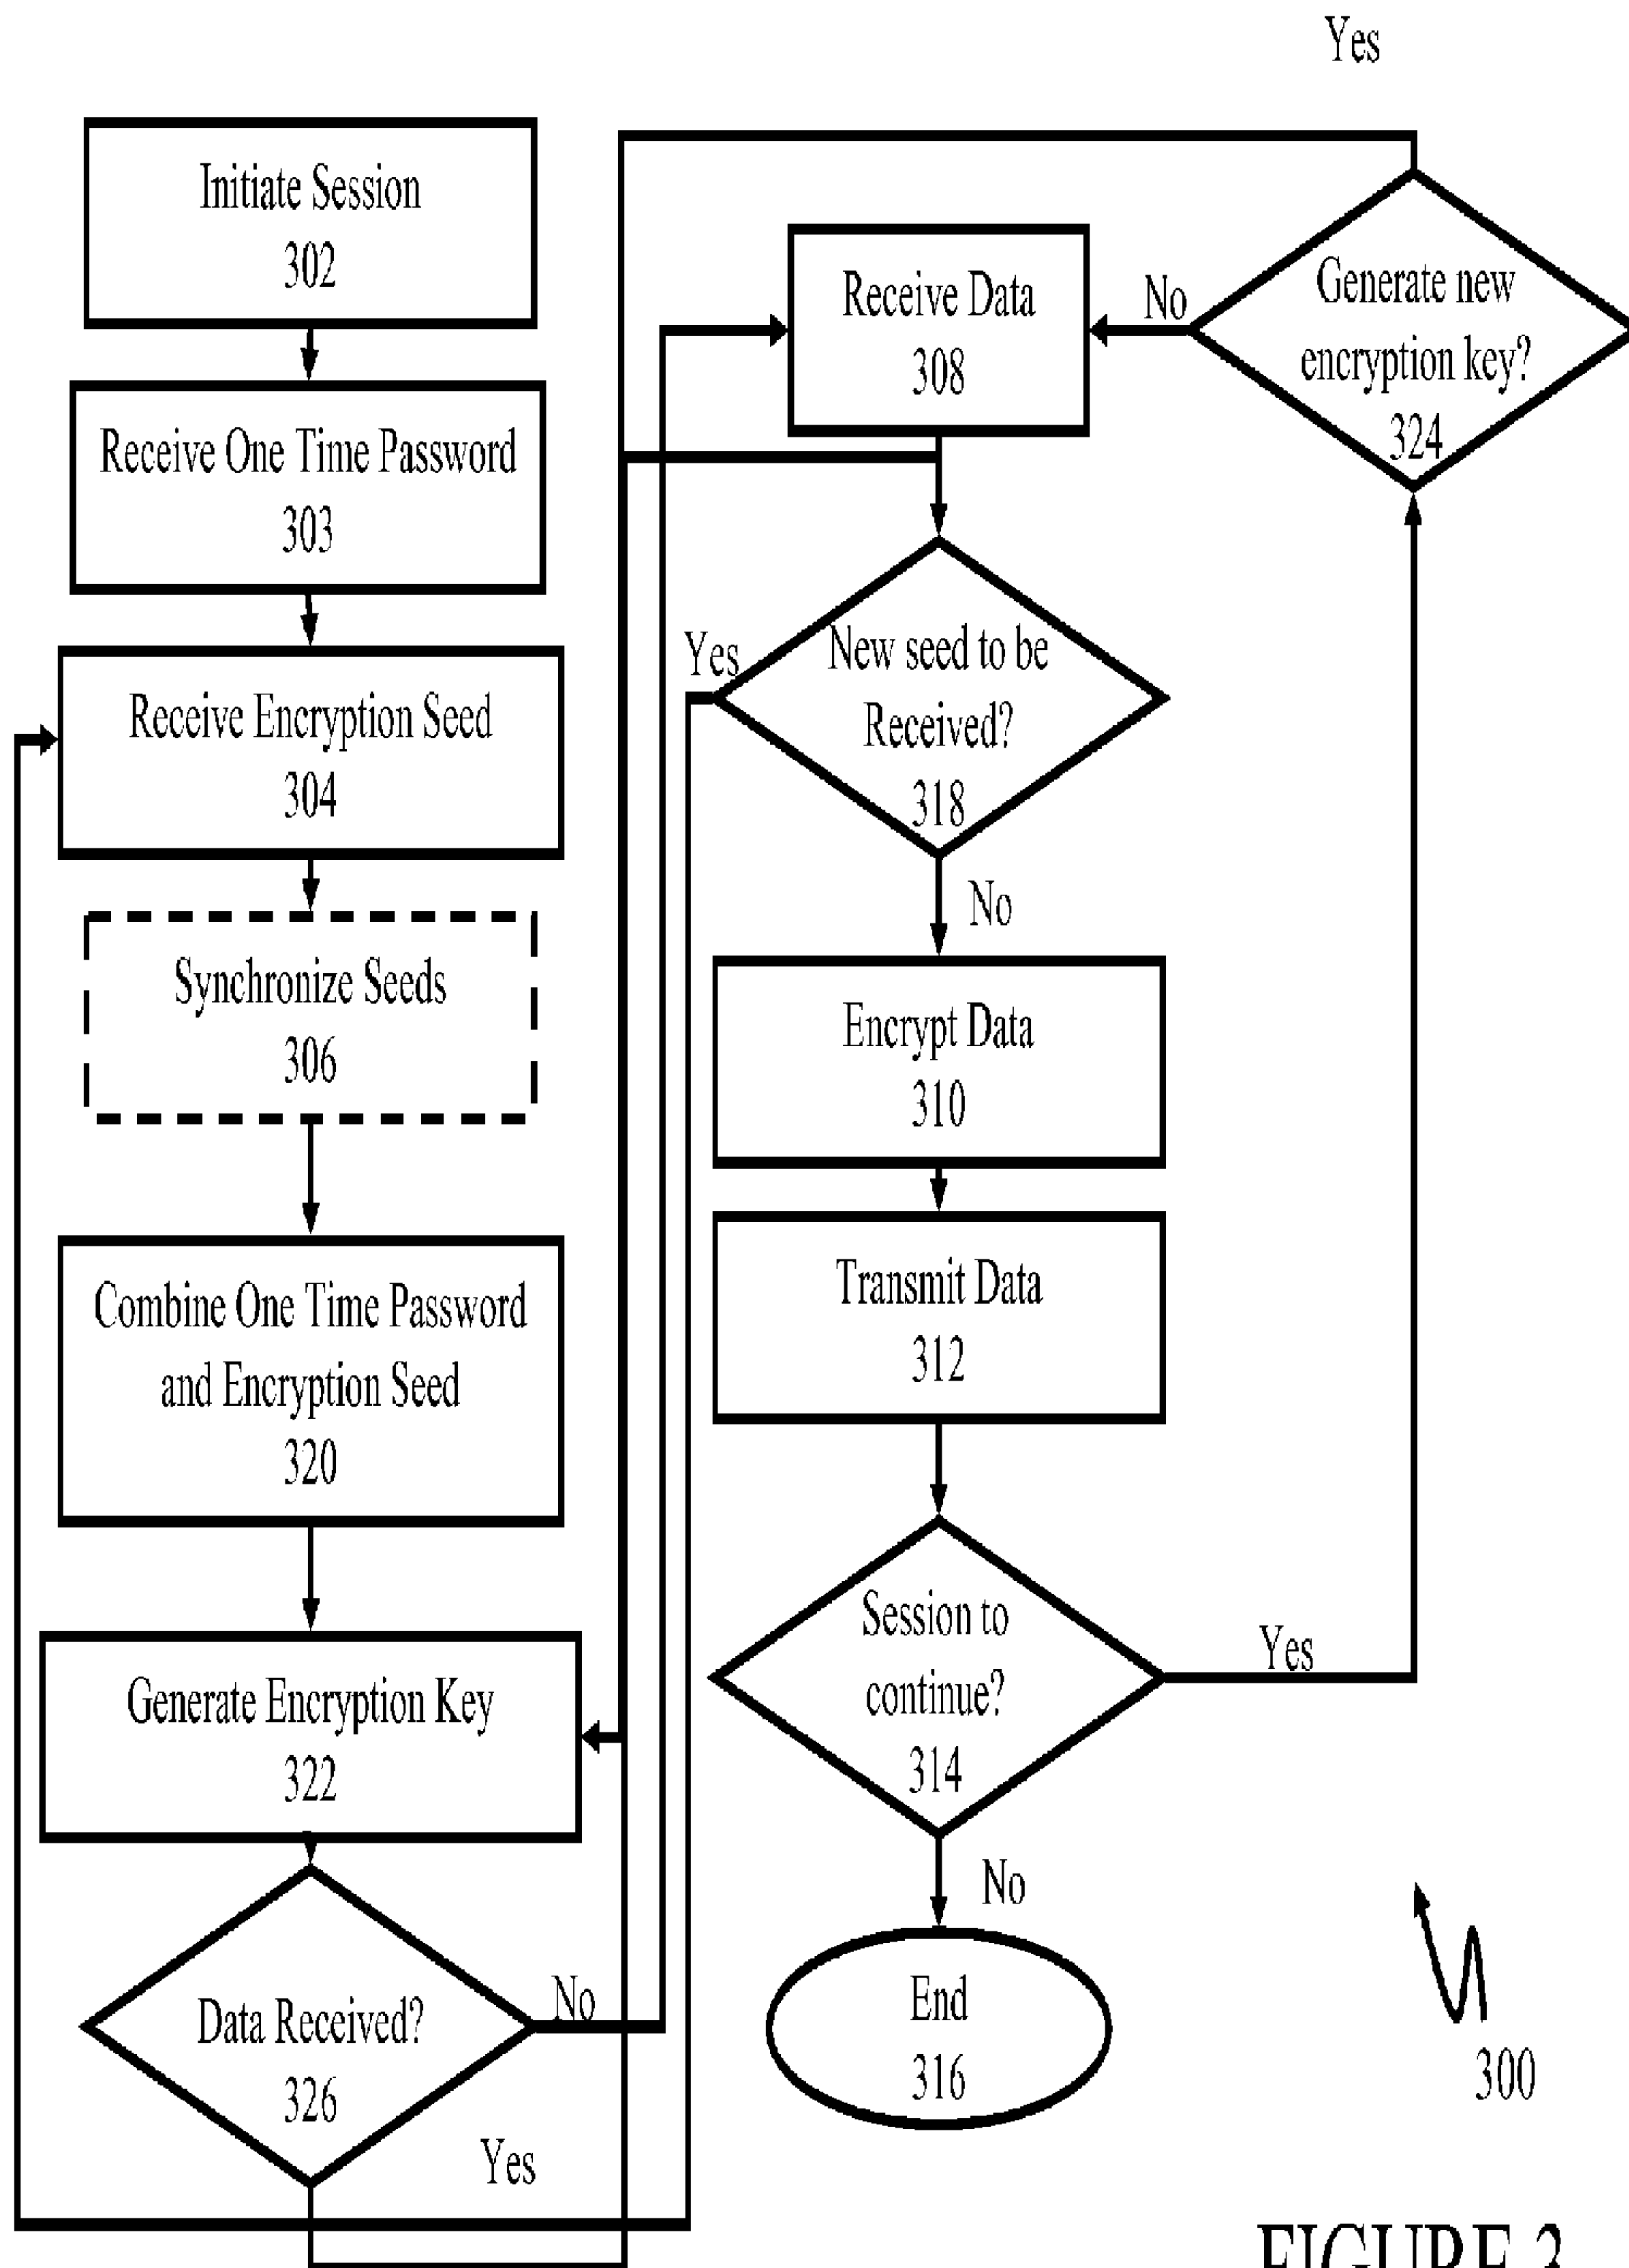 Initiate Session
302
Receive One Time Password
303
Receive Encryption Seed
304
Synchronize Seeds
306
Combine One Time Password
and Encryption Seed
320
Generate Encryption Key
322
Data Received?
326
No
Yes
Receive Data
308
Yes
New seed to be
Received?
318
No
Encrypt Data
310
Transmit Data
312
Session to
continue?
314
Yes
No
End
316
Yes
Generate new
encryption key?
324
No
300
FIGURE 3